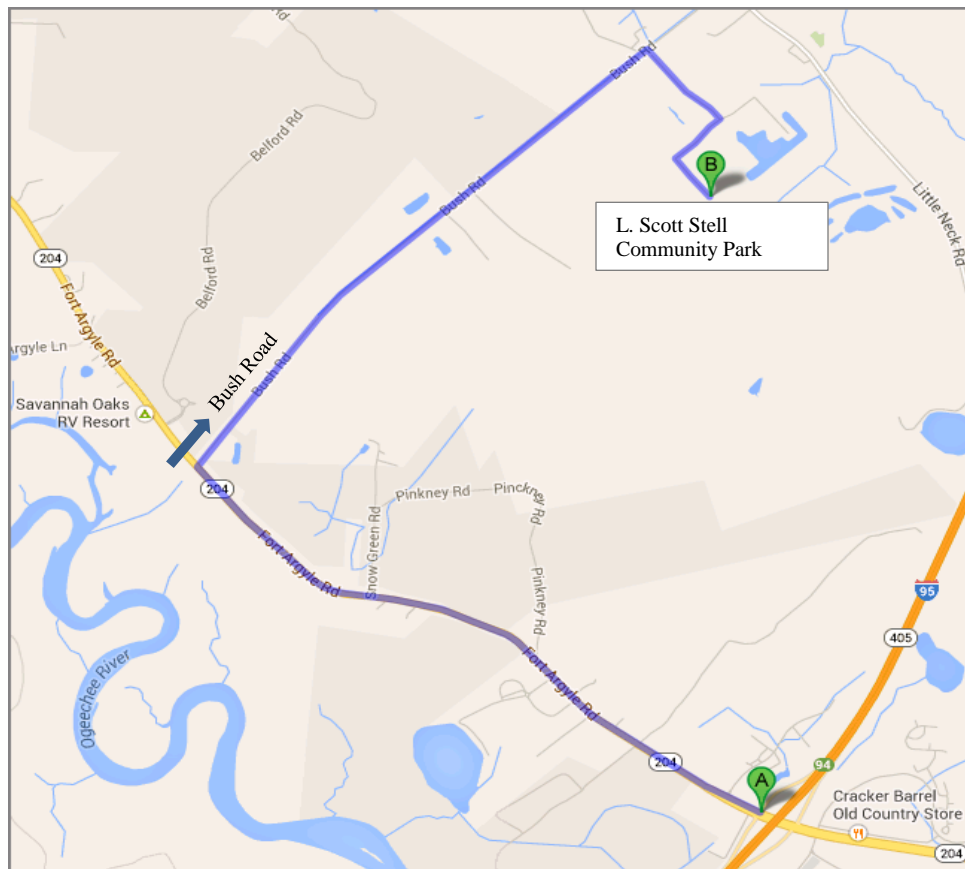 Bush Rd
Belford Rd
B
Little Neck Rd
Bush Rd
L. Scott Stell
Community Park
204
Belford Rd
Fort Argyle Rd
Argyle Ln
Bush Road
Bush Rd
Savannah Oaks
RV Resort
204
Pinkney Rd
Pinckney Rd
Snow Green Rd
Fort Argyle Rd
Pinkney Rd
95
405
Ogeechee River
Fort Argyle Rd
204
A
94
Cracker Barrel
Old Country Store
204